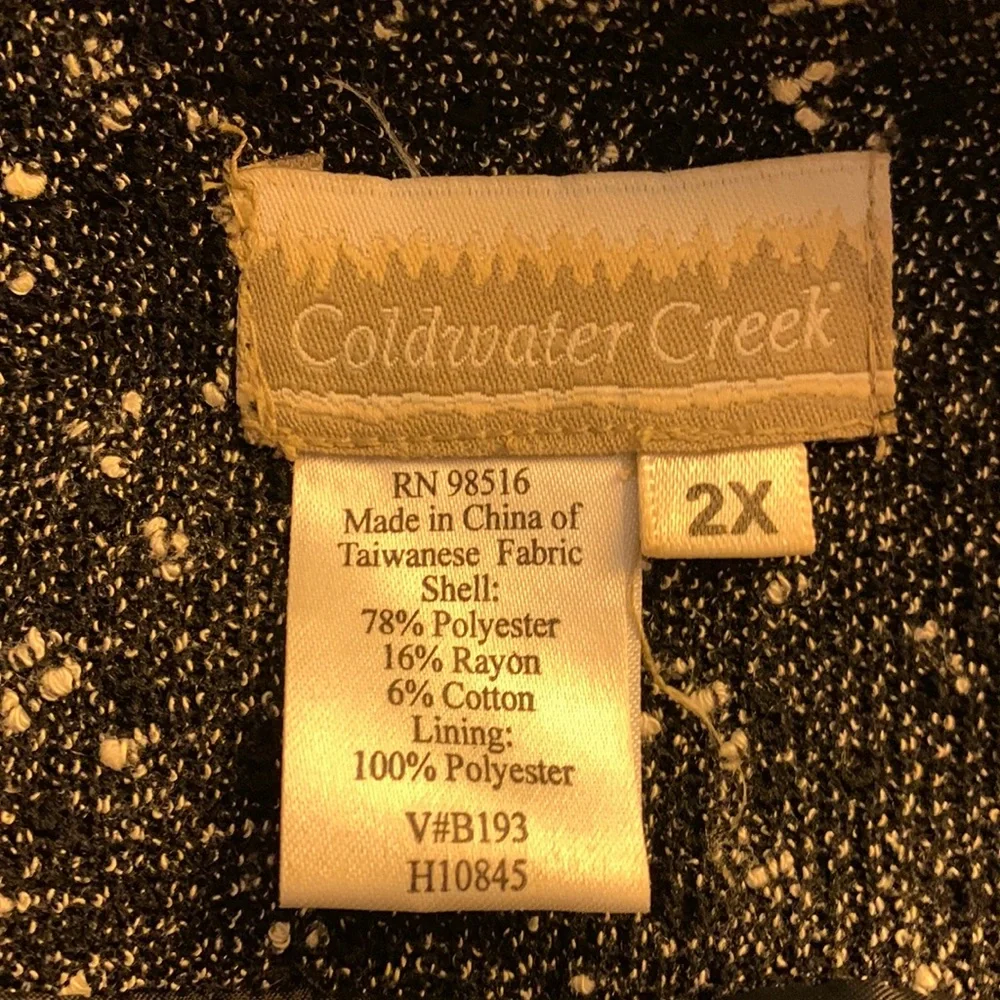 Coldwater Creek™
2X
RN 98516
Made in China of
Taiwanese Fabric
Shell:
78% Polyester
16% Rayon
6% Cotton
Lining:
100% Polyester
V#B193
H10845